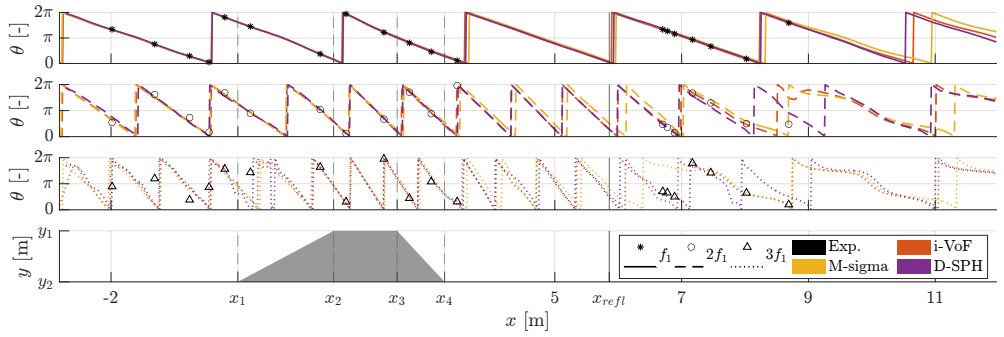 2π
θ [-] π
0
2π
θ [-] π
0
2π
θ [-] π
0
y₁
y [m]
y₂
f₁ 2f₁ 3f₁ Exp. i-VoF
M-sigma D-SPH
-2 x₁ x₂ x₃ x₄ 5 x_refl 7 9 11
x [m]